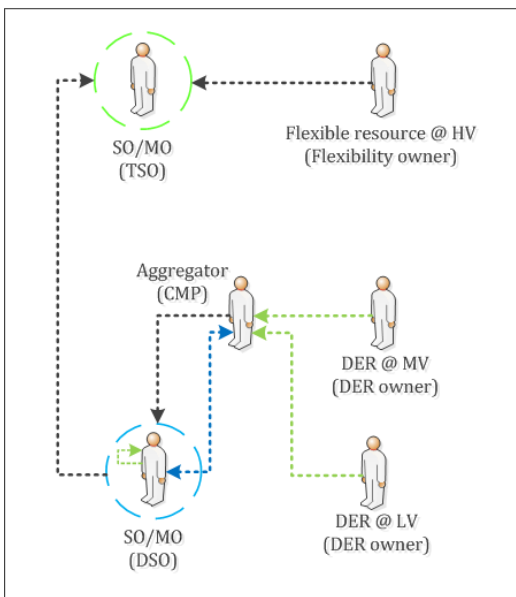 SO/MO
(TSO)
Flexible resource @ HV
(Flexibility owner)
Aggregator
(CMP)
DER @ MV
(DER owner)
SO/MO
(DSO)
DER @ LV
(DER owner)